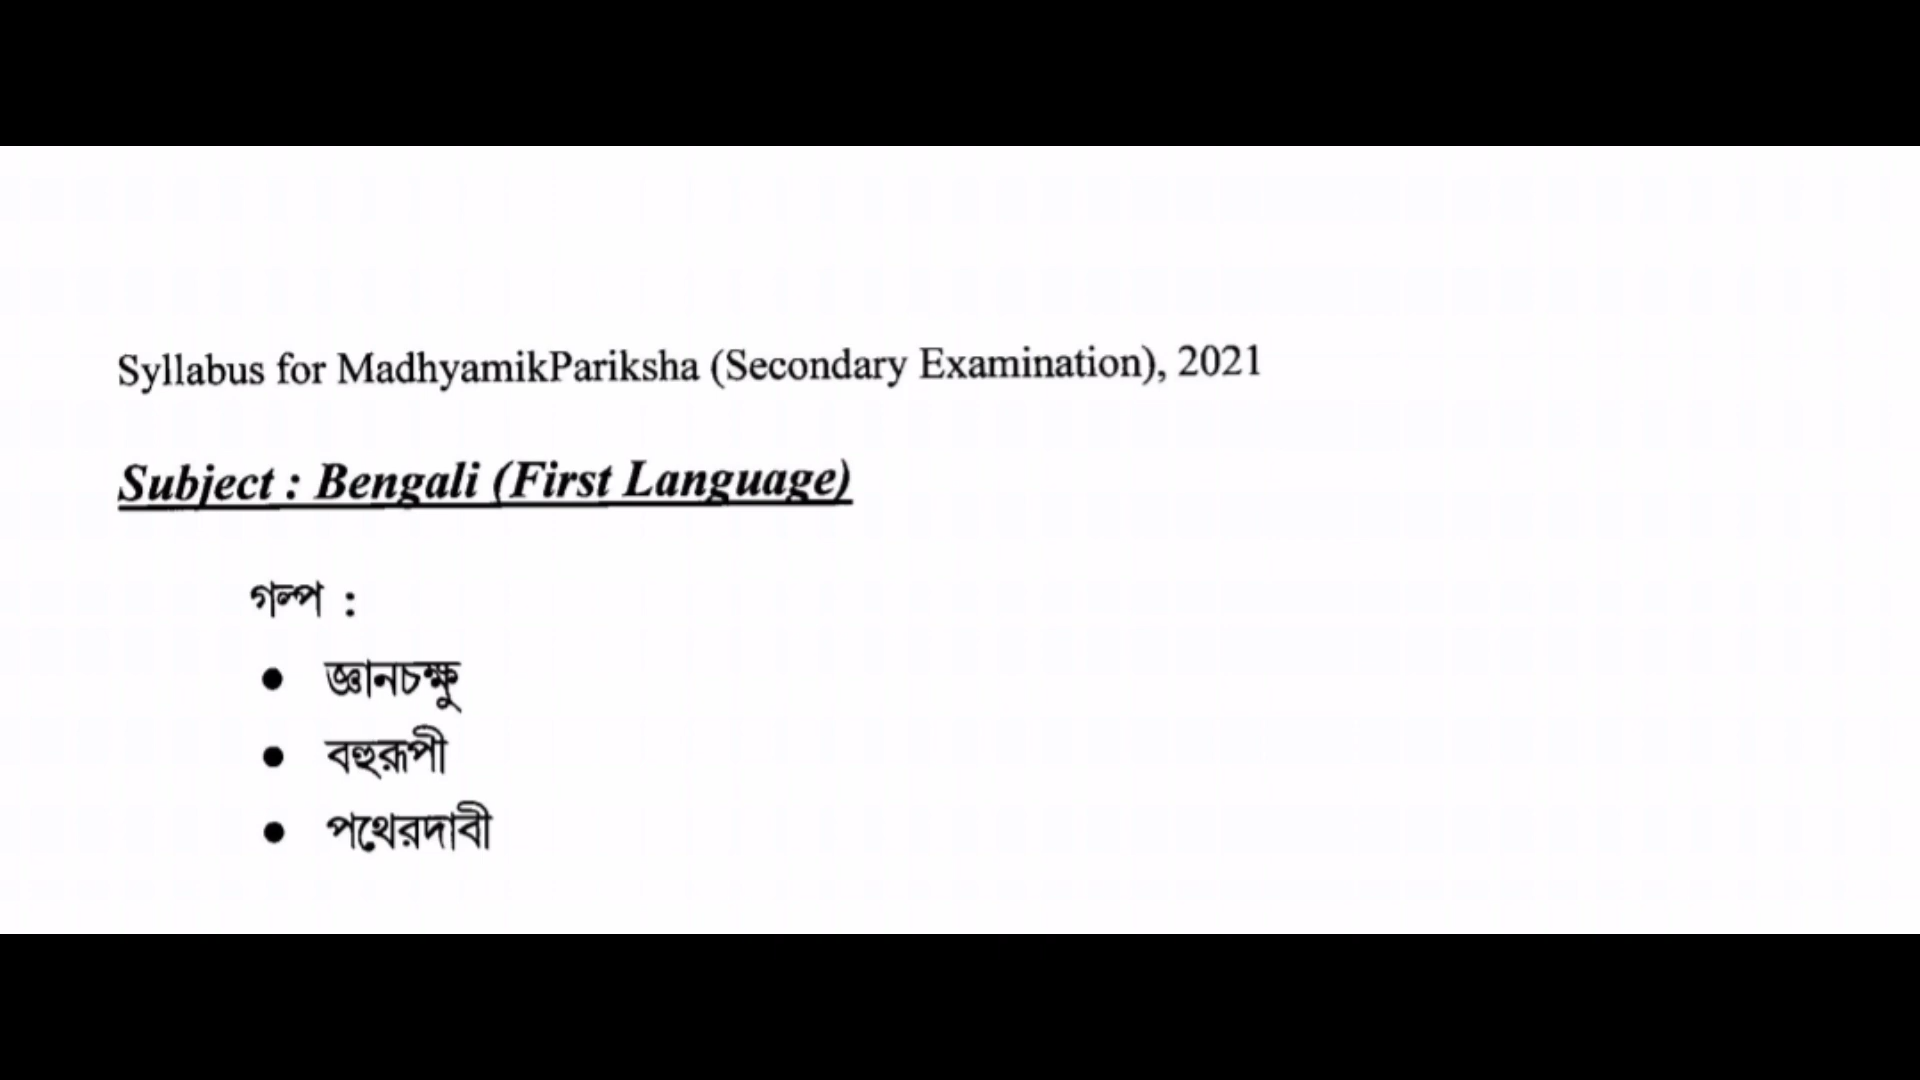 Syllabus for MadhyamikPariksha (Secondary Examination), 2021
Subject : Bengali (First Language)
গল্প :
● জ্ঞানচক্ষু
● বহুরূপী
● পথেরদাবী